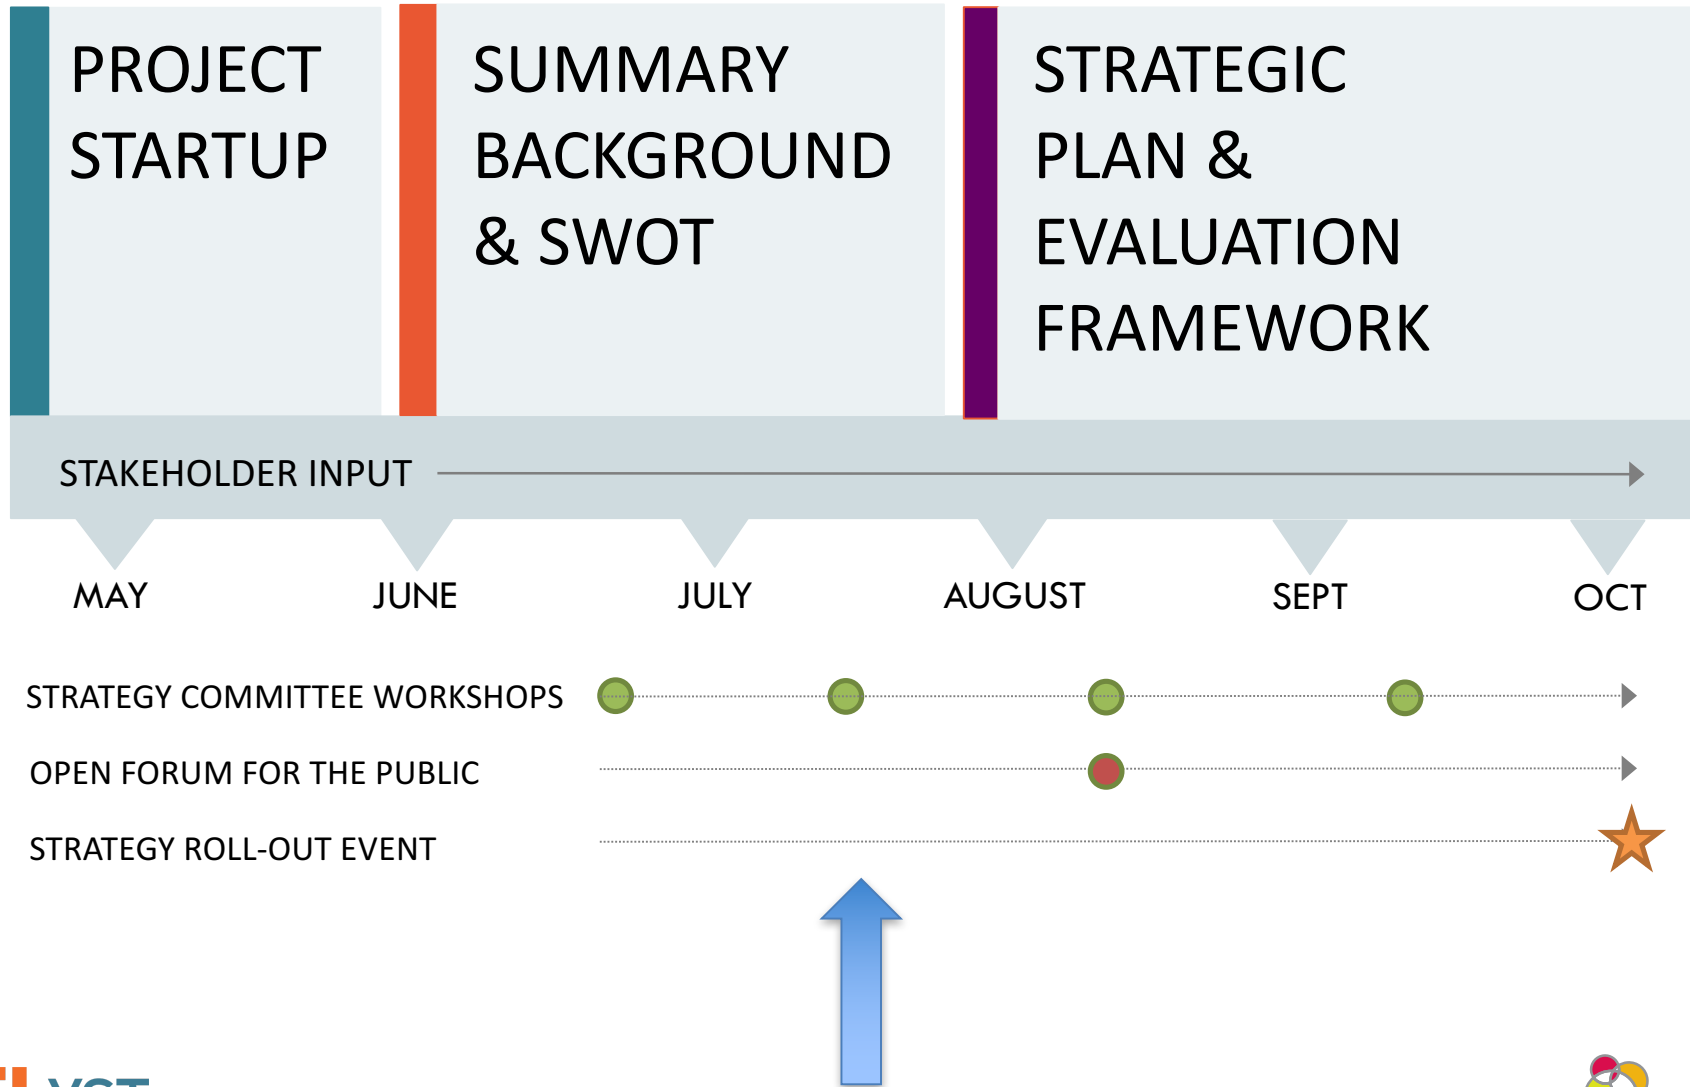 PROJECT
STARTUP
SUMMARY
BACKGROUND
& SWOT
STRATEGIC
PLAN &
EVALUATION
FRAMEWORK
STAKEHOLDER INPUT
MAY
JUNE
JULY
AUGUST
SEPT
OCT
STRATEGY COMMITTEE WORKSHOPS
OPEN FORUM FOR THE PUBLIC
STRATEGY ROLL-OUT EVENT